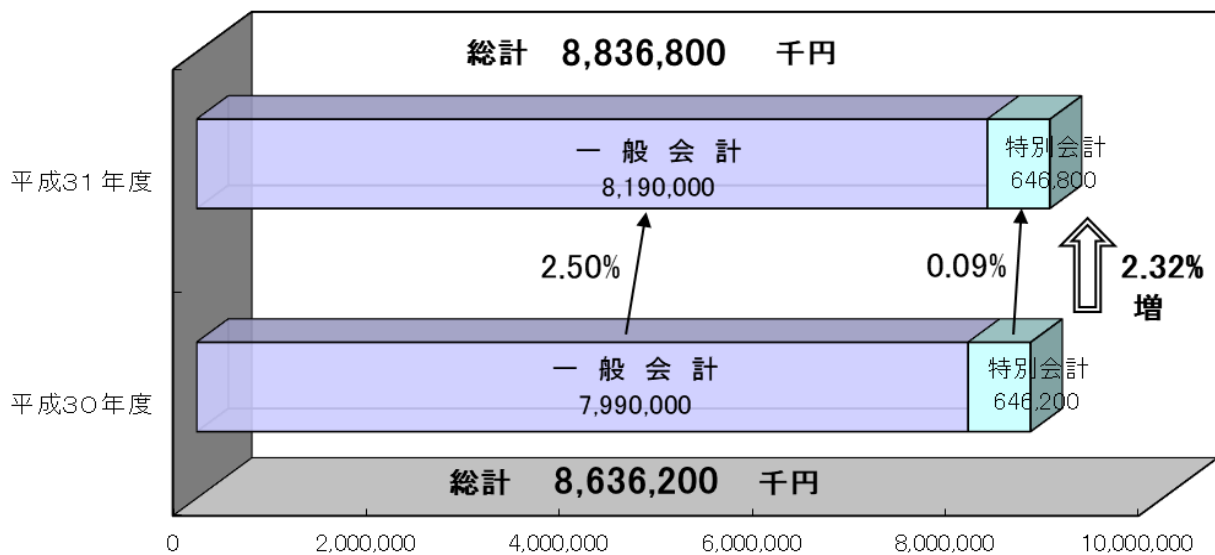 総計 8,836,800 千円
平成31年度
一般会計
8,190,000
特別会計
646,800
2.50%
0.09%
2.32%
増
平成30年度
一般会計
7,990,000
特別会計
646,200
総計 8,636,200 千円
0 2,000,000 4,000,000 6,000,000 8,000,000 10,000,000